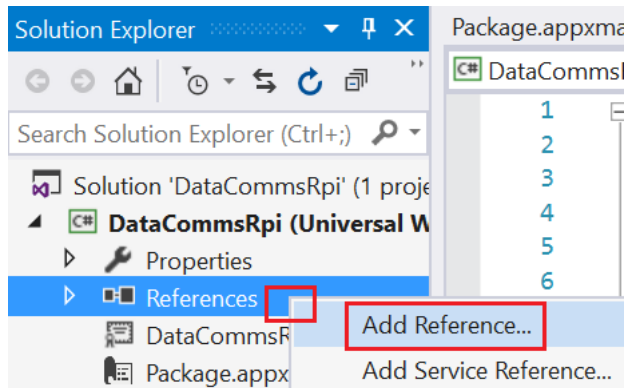 Solution Explorer
Package.appxma
C# DataCommsI
Search Solution Explorer (Ctrl+;)
1
2
3
4
5
6
Solution 'DataCommsRpi' (1 proje
C# DataCommsRpi (Universal W
Properties
References
Add Reference...
DataCommsR
Package.appx
Add Service Reference...